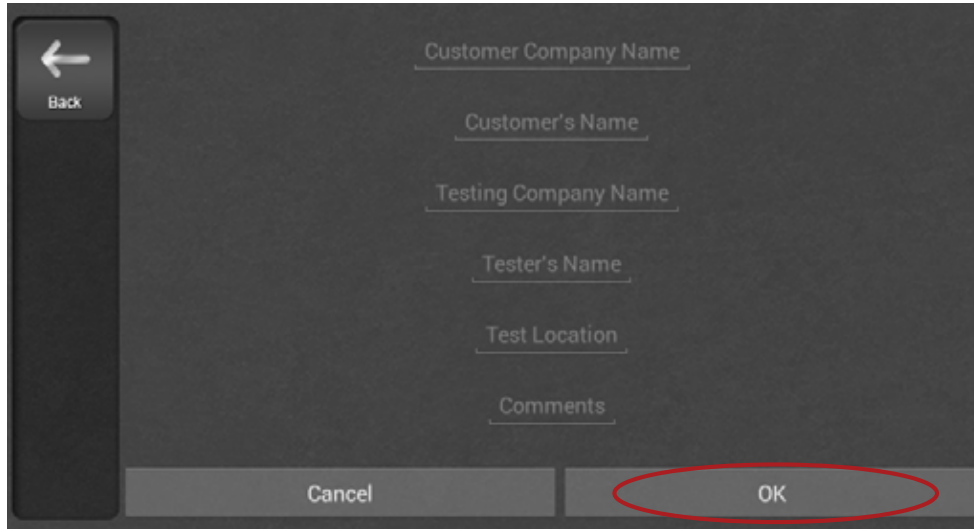 Back
Customer Company Name
Customer's Name
Testing Company Name
Tester's Name
Test Location
Comments
Cancel
OK